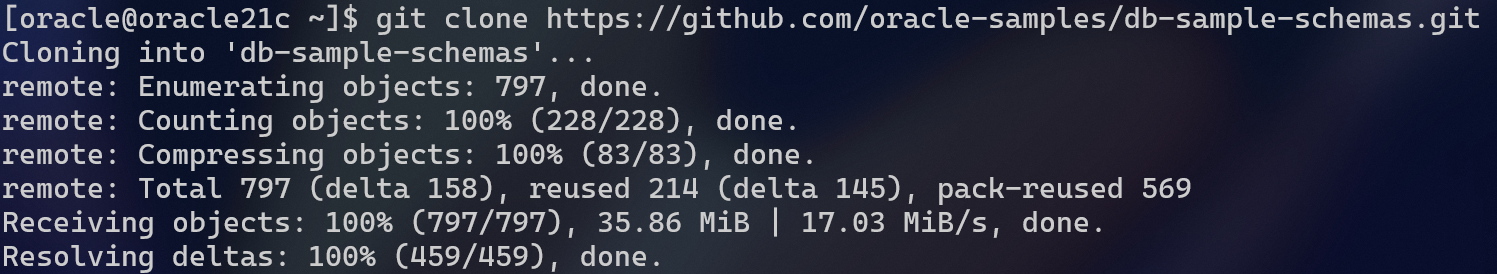 [oracle@oracle21c ~]$ git clone https://github.com/oracle-samples/db-sample-schemas.git
Cloning into 'db-sample-schemas'...
remote: Enumerating objects: 797, done.
remote: Counting objects: 100% (228/228), done.
remote: Compressing objects: 100% (83/83), done.
remote: Total 797 (delta 158), reused 214 (delta 145), pack-reused 569
Receiving objects: 100% (797/797), 35.86 MiB | 17.03 MiB/s, done.
Resolving deltas: 100% (459/459), done.